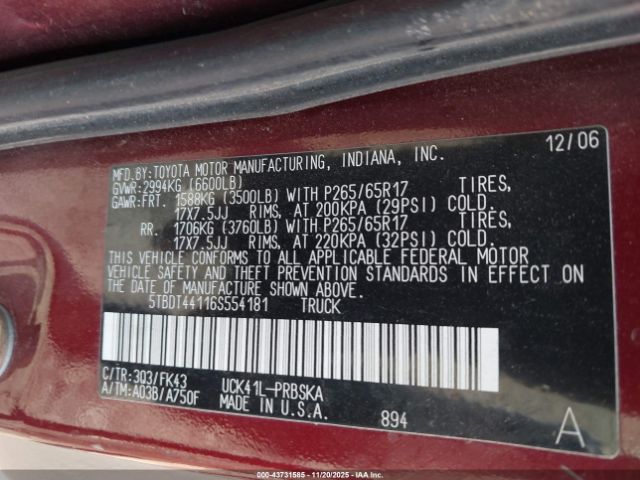 MFD. BY: TOYOTA MOTOR MANUFACTURING, INDIANA, INC. 12/06
GVWR: 2994KG (6600LB)
GAWR: FRT. 1588KG (3500LB) WITH P265/65R17 TIRES,
17X7.5JJ RIMS, AT 200KPA (29PSI) COLD.
RR. 1706KG (3760LB) WITH P265/65R17 TIRES,
17X7.5JJ RIMS, AT 220KPA (32PSI) COLD.
THIS VEHICLE CONFORMS TO ALL APPLICABLE FEDERAL MOTOR
VEHICLE SAFETY AND THEFT PREVENTION STANDARDS IN EFFECT ON
THE DATE OF MANUFACTURE SHOWN ABOVE.
5TBDT44116S554181 TRUCK
C/TR: 3Q3/FK43 UCK41L-PRBSKA
A/TM: A03B/A750F MADE IN U.S.A. 894 A
000-43731585 - 11/20/2025 - IAAI.COM